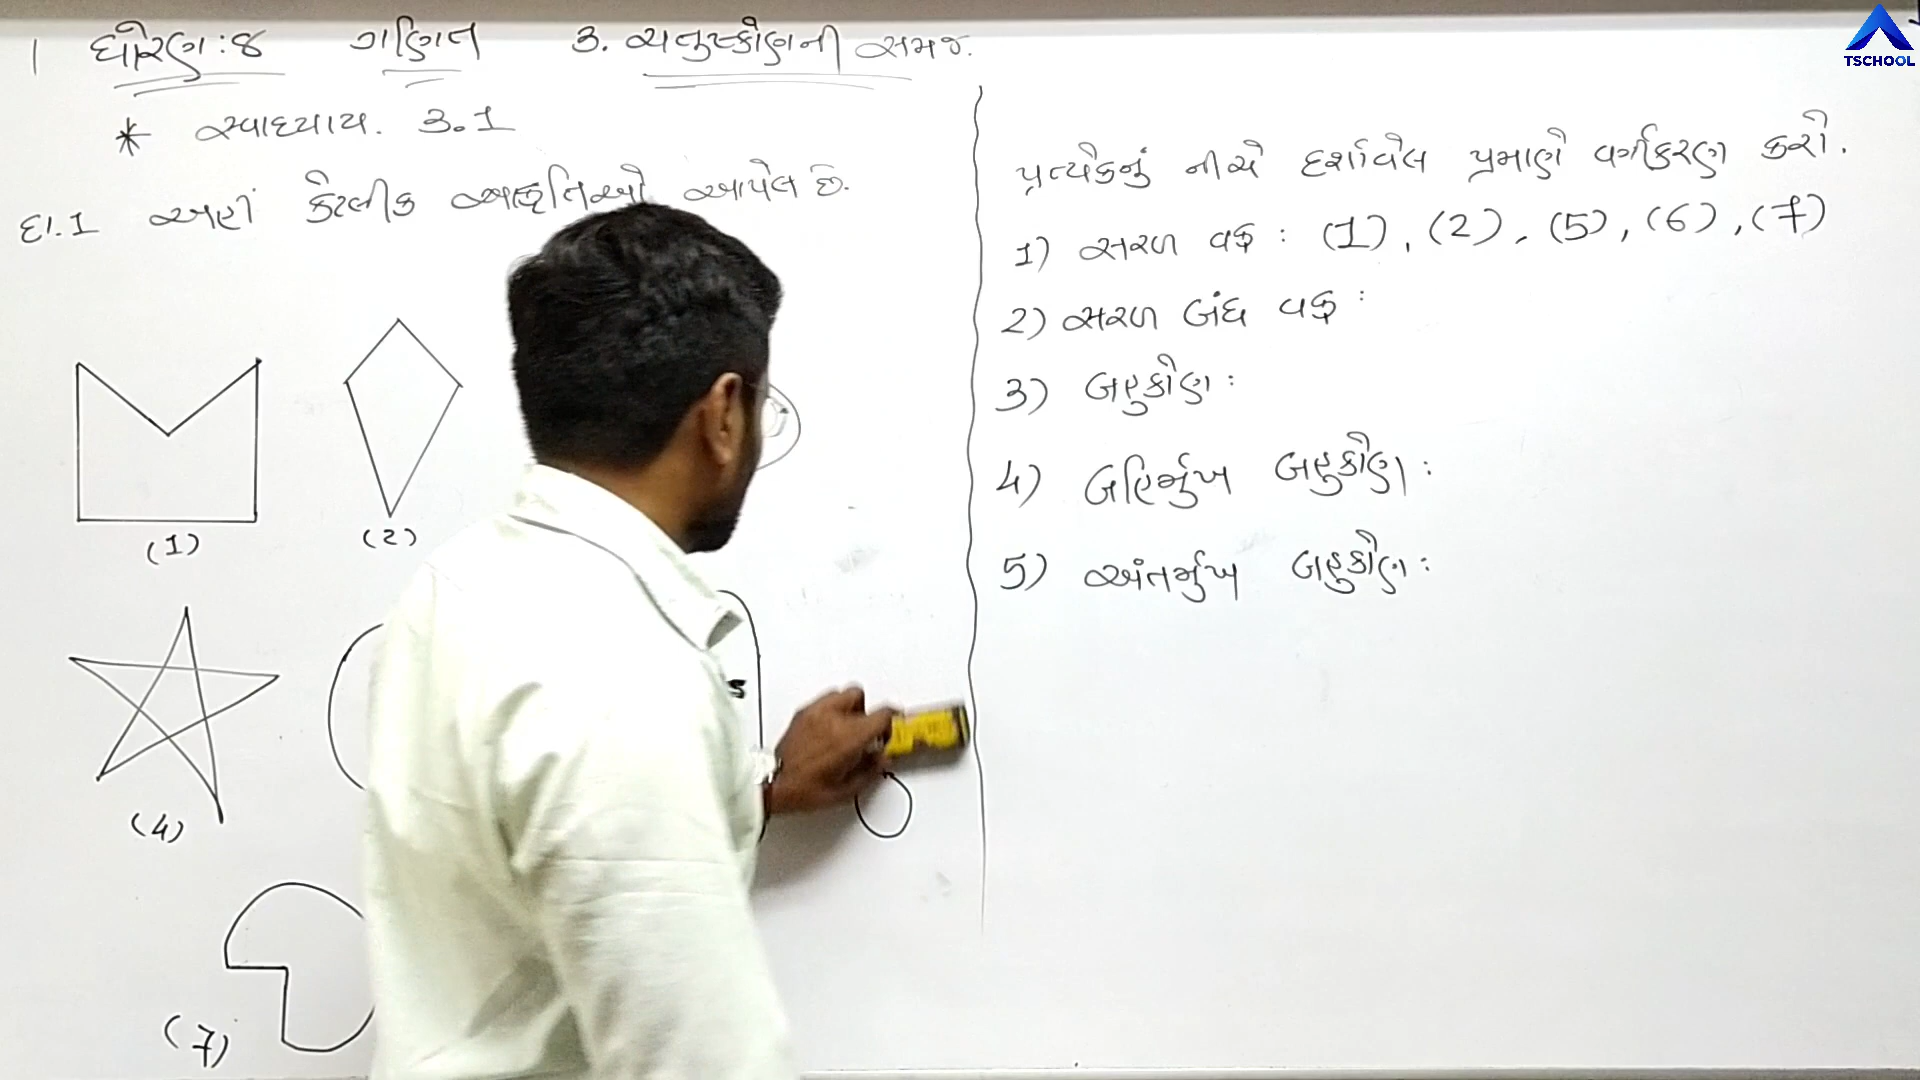 ધોરણ : ૪ ગણિત 3. ચતુષ્કોણની સમજ.
* સ્વાધ્યાય. 3.1
દા.1 અહીં કેટલીક આકૃતિઓ આપેલ છે.
(1)
(2)
(4)
5
(7)
પ્રત્યેકનું નીચે દર્શાવેલ પ્રમાણે વર્ગીકરણ કરો.
1) સરળ વક્ર : (1), (2), (5), (6), (7)
2) સરળ બંધ વક્ર :
3) બહુકોણ :
4) બહિર્મુખ બહુકોણ :
5) અંતર્મુખ બહુકોણ :
TSCHOOL